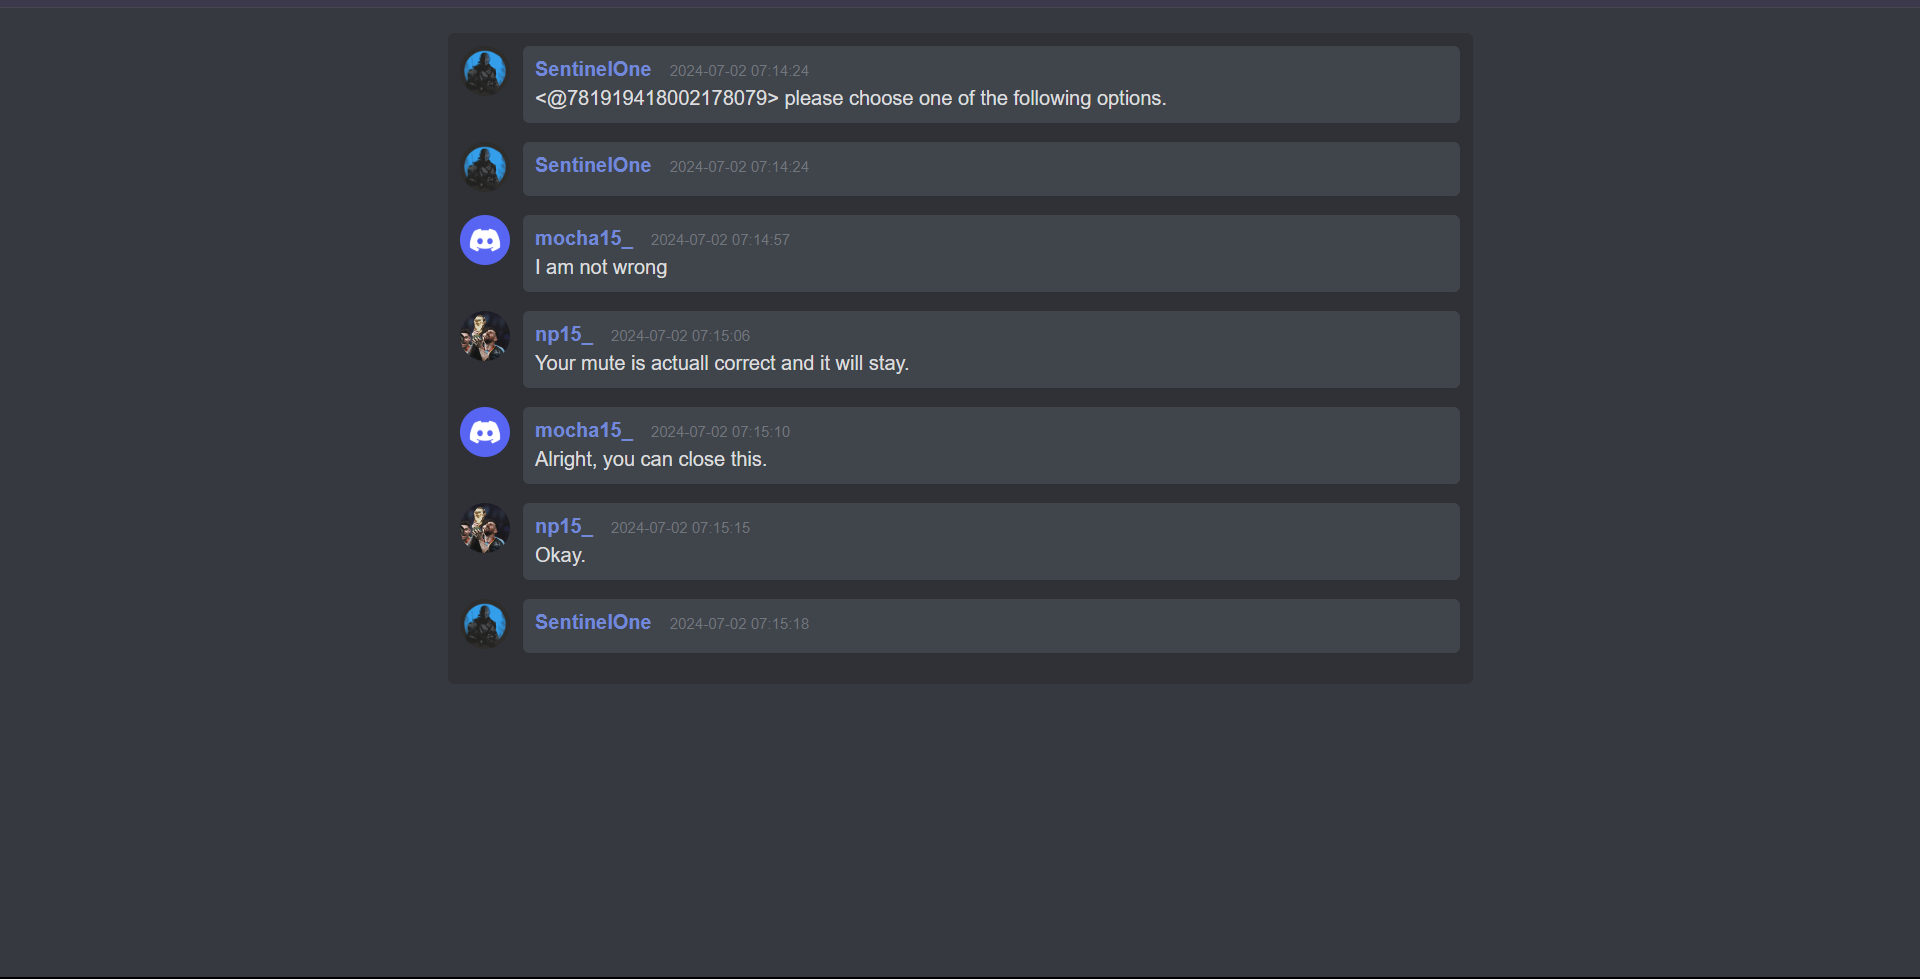 SentinelOne 2024-07-02 07:14:24
<@781919418002178079> please choose one of the following options.
SentinelOne 2024-07-02 07:14:24
mocha15_ 2024-07-02 07:14:57
I am not wrong
np15_ 2024-07-02 07:15:06
Your mute is actuall correct and it will stay.
mocha15_ 2024-07-02 07:15:10
Alright, you can close this.
np15_ 2024-07-02 07:15:15
Okay.
SentinelOne 2024-07-02 07:15:18